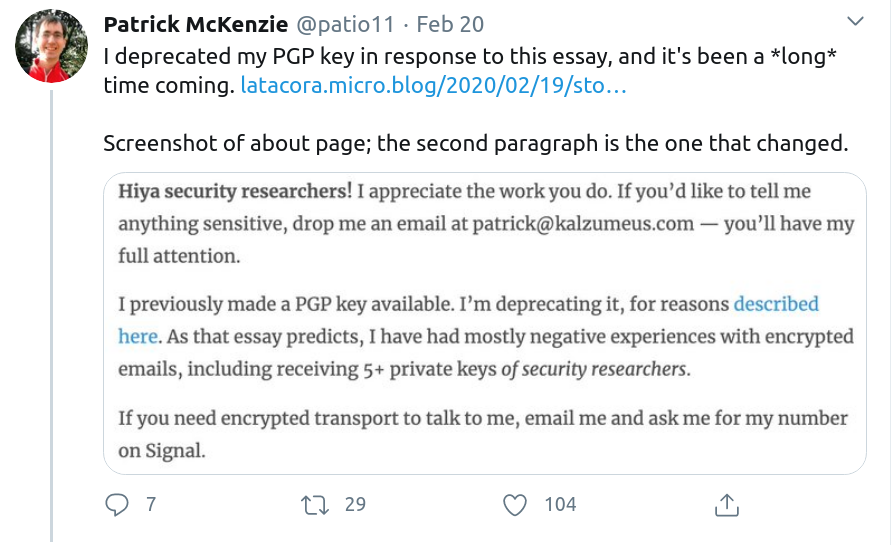 Patrick McKenzie @patio11 · Feb 20
I deprecated my PGP key in response to this essay, and it's been a *long*
time coming. latacora.micro.blog/2020/02/19/sto…
Screenshot of about page; the second paragraph is the one that changed.
Hiya security researchers! I appreciate the work you do. If you’d like to tell me
anything sensitive, drop me an email at patrick@kalzumeus.com — you’ll have my
full attention.
I previously made a PGP key available. I’m deprecating it, for reasons described
here. As that essay predicts, I have had mostly negative experiences with encrypted
emails, including receiving 5+ private keys of security researchers.
If you need encrypted transport to talk to me, email me and ask me for my number
on Signal.
7 29 104